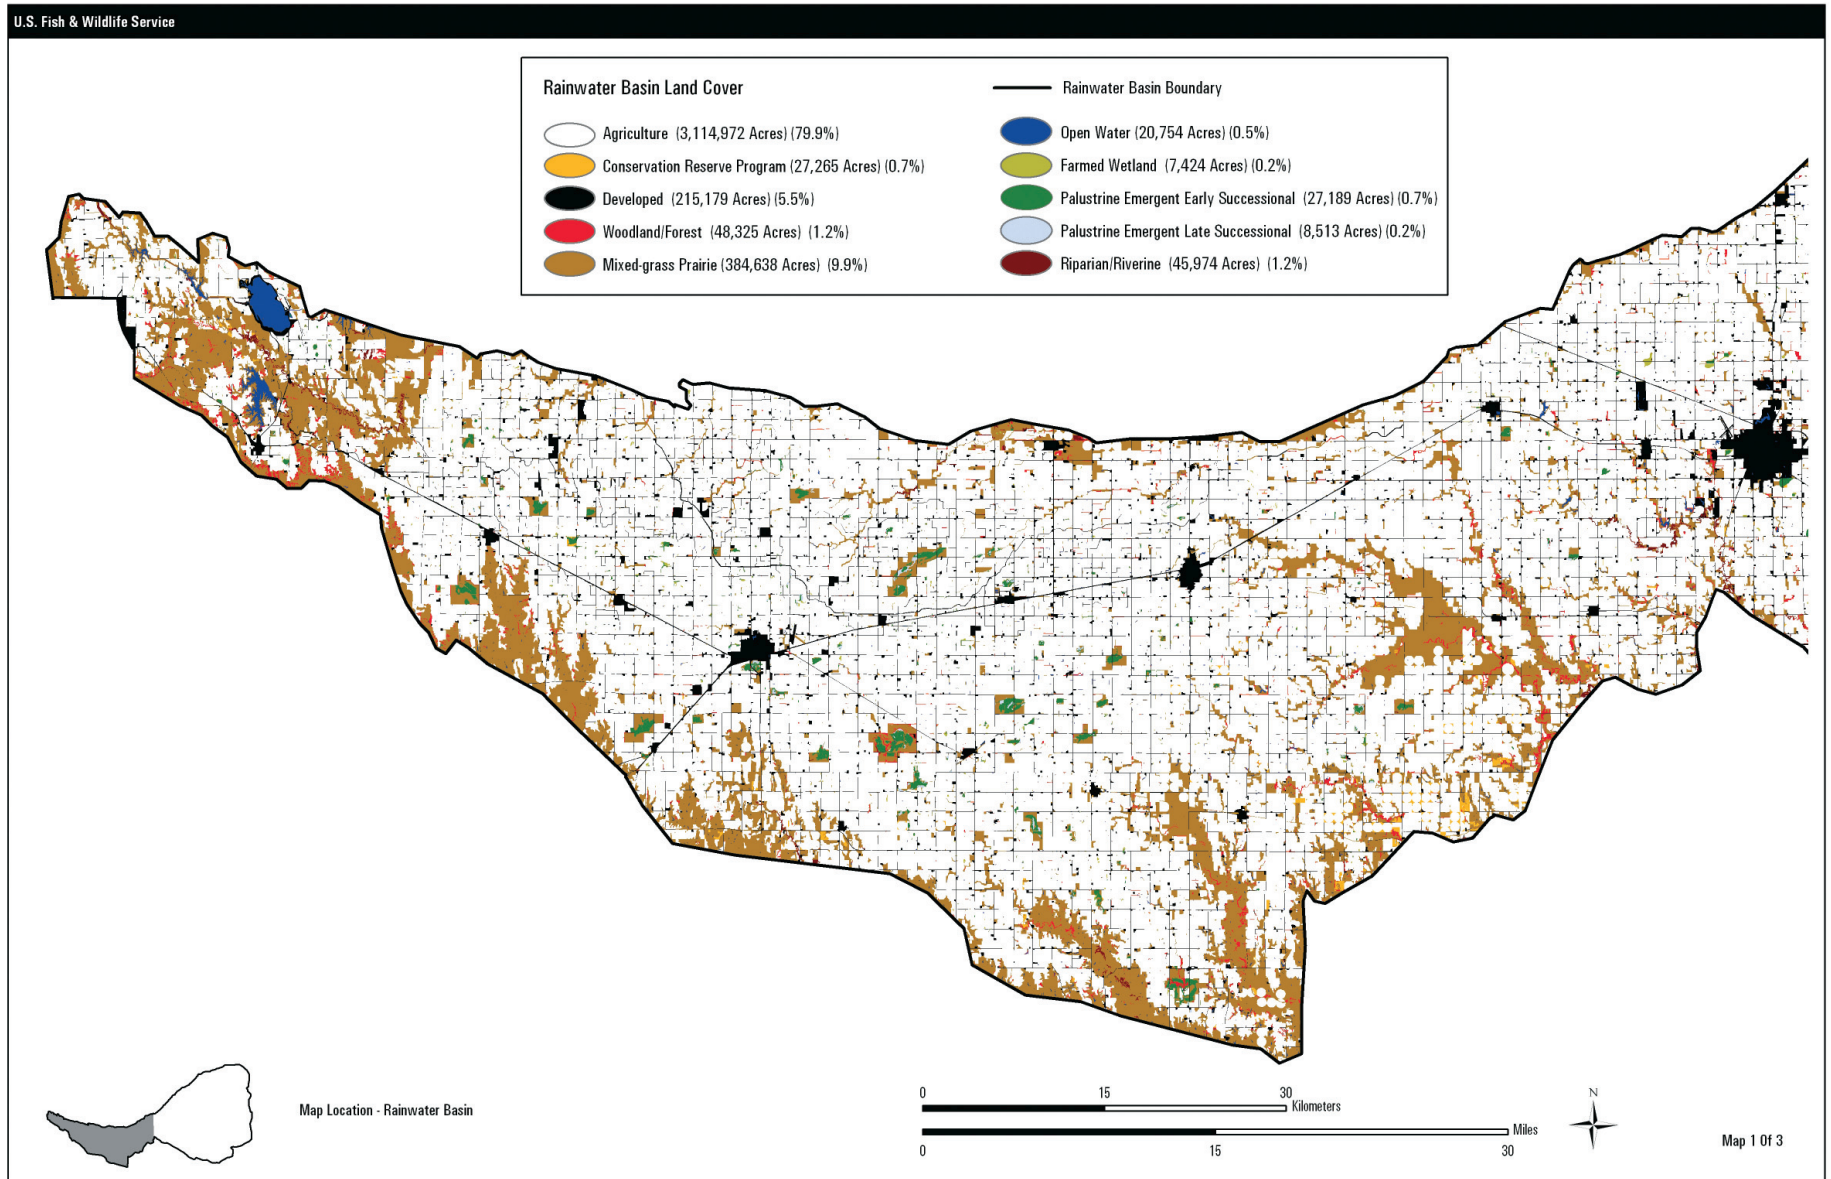 U.S. Fish & Wildlife Service
Rainwater Basin Land Cover
Agriculture (3,114,972 Acres) (79.9%)
Conservation Reserve Program (27,265 Acres) (0.7%)
Developed (215,179 Acres) (5.5%)
Woodland/Forest (48,325 Acres) (1.2%)
Mixed-grass Prairie (384,638 Acres) (9.9%)
Rainwater Basin Boundary
Open Water (20,754 Acres) (0.5%)
Farmed Wetland (7,424 Acres) (0.2%)
Palustrine Emergent Early Successional (27,189 Acres) (0.7%)
Palustrine Emergent Late Successional (8,513 Acres) (0.2%)
Riparian/Riverine (45,974 Acres) (1.2%)
Map Location - Rainwater Basin
0 15 30
Kilometers
Miles
0 15 30
N
Map 1 Of 3